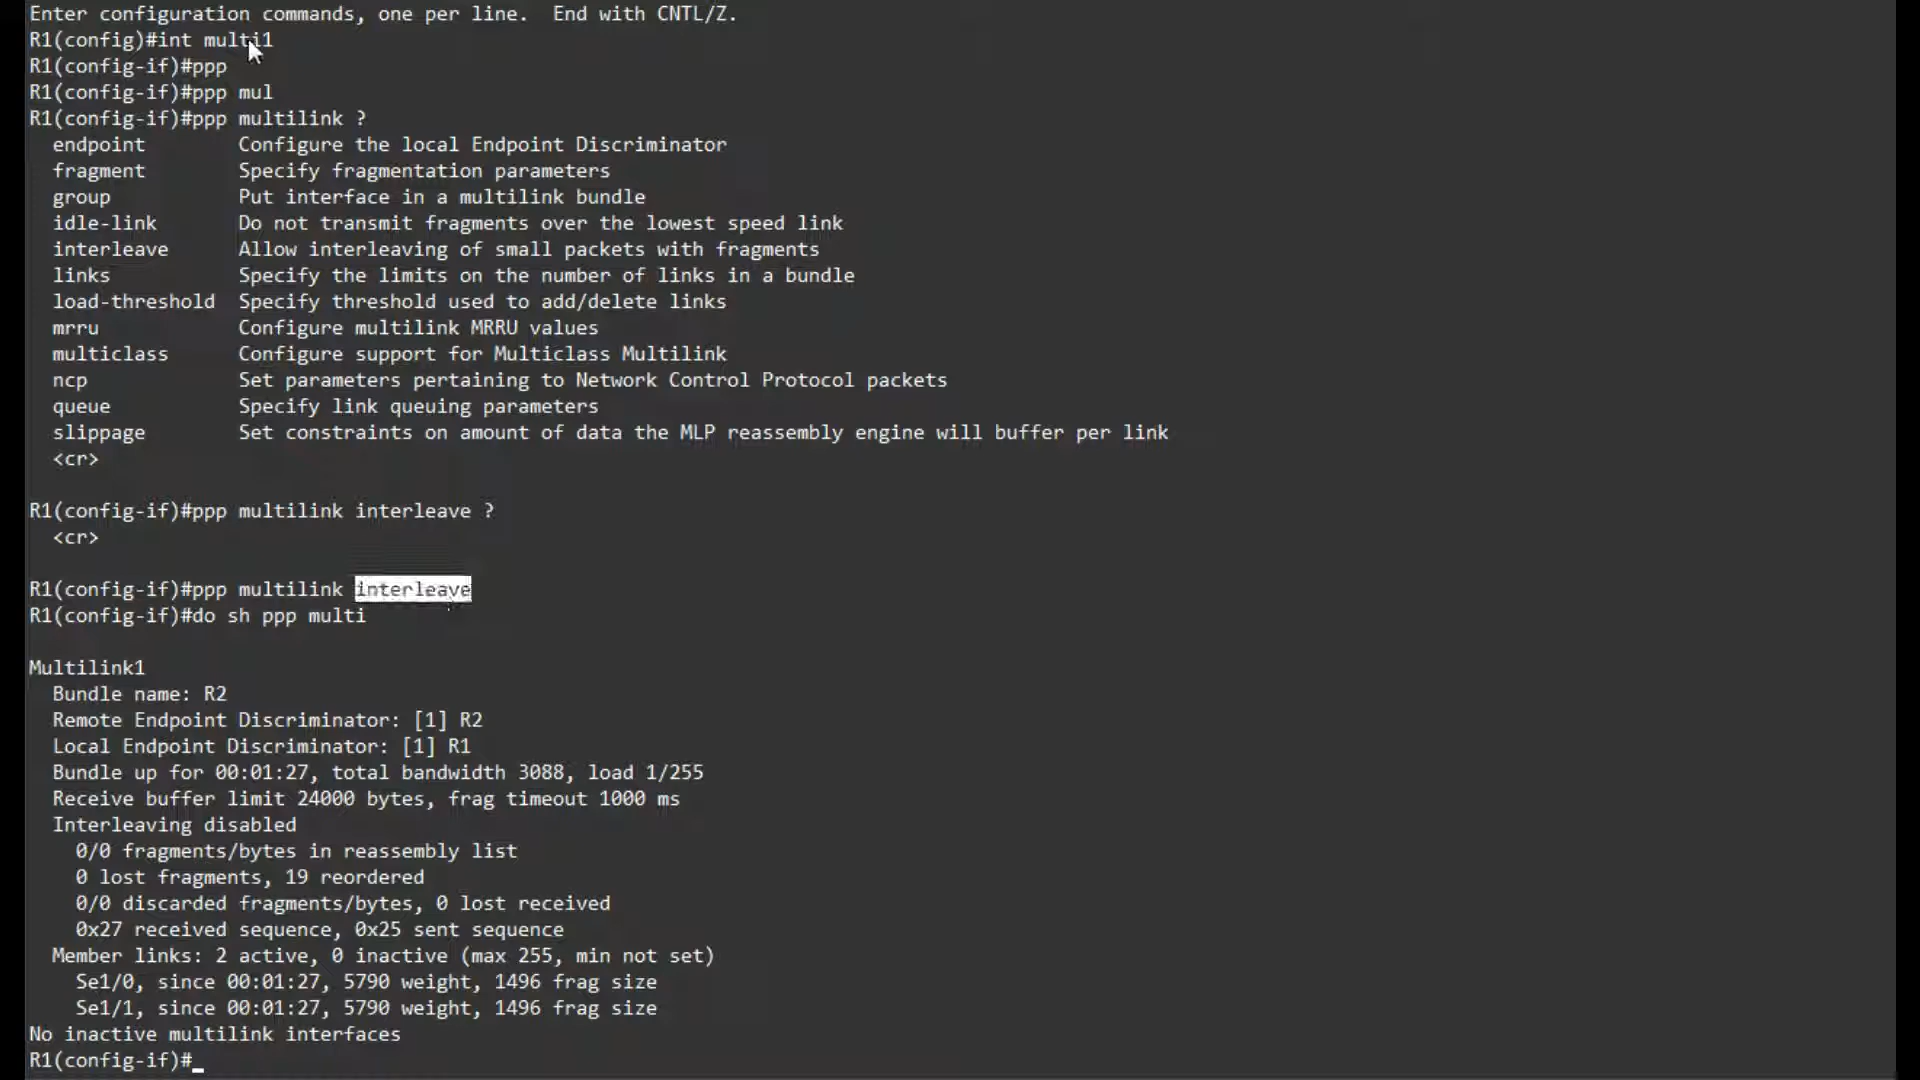 Enter configuration commands, one per line.  End with CNTL/Z.
R1(config)#int multi1
R1(config-if)#ppp
R1(config-if)#ppp mul
R1(config-if)#ppp multilink ?
  endpoint        Configure the local Endpoint Discriminator
  fragment        Specify fragmentation parameters
  group           Put interface in a multilink bundle
  idle-link       Do not transmit fragments over the lowest speed link
  interleave      Allow interleaving of small packets with fragments
  links           Specify the limits on the number of links in a bundle
  load-threshold  Specify threshold used to add/delete links
  mrru            Configure multilink MRRU values
  multiclass      Configure support for Multiclass Multilink
  ncp             Set parameters pertaining to Network Control Protocol packets
  queue           Specify link queuing parameters
  slippage        Set constraints on amount of data the MLP reassembly engine will buffer per link
  <cr>

R1(config-if)#ppp multilink interleave ?
  <cr>

R1(config-if)#ppp multilink interleave
R1(config-if)#do sh ppp multi

Multilink1
  Bundle name: R2
  Remote Endpoint Discriminator: [1] R2
  Local Endpoint Discriminator: [1] R1
  Bundle up for 00:01:27, total bandwidth 3088, load 1/255
  Receive buffer limit 24000 bytes, frag timeout 1000 ms
  Interleaving disabled
    0/0 fragments/bytes in reassembly list
    0 lost fragments, 19 reordered
    0/0 discarded fragments/bytes, 0 lost received
    0x27 received sequence, 0x25 sent sequence
  Member links: 2 active, 0 inactive (max 255, min not set)
    Se1/0, since 00:01:27, 5790 weight, 1496 frag size
    Se1/1, since 00:01:27, 5790 weight, 1496 frag size
No inactive multilink interfaces
R1(config-if)#